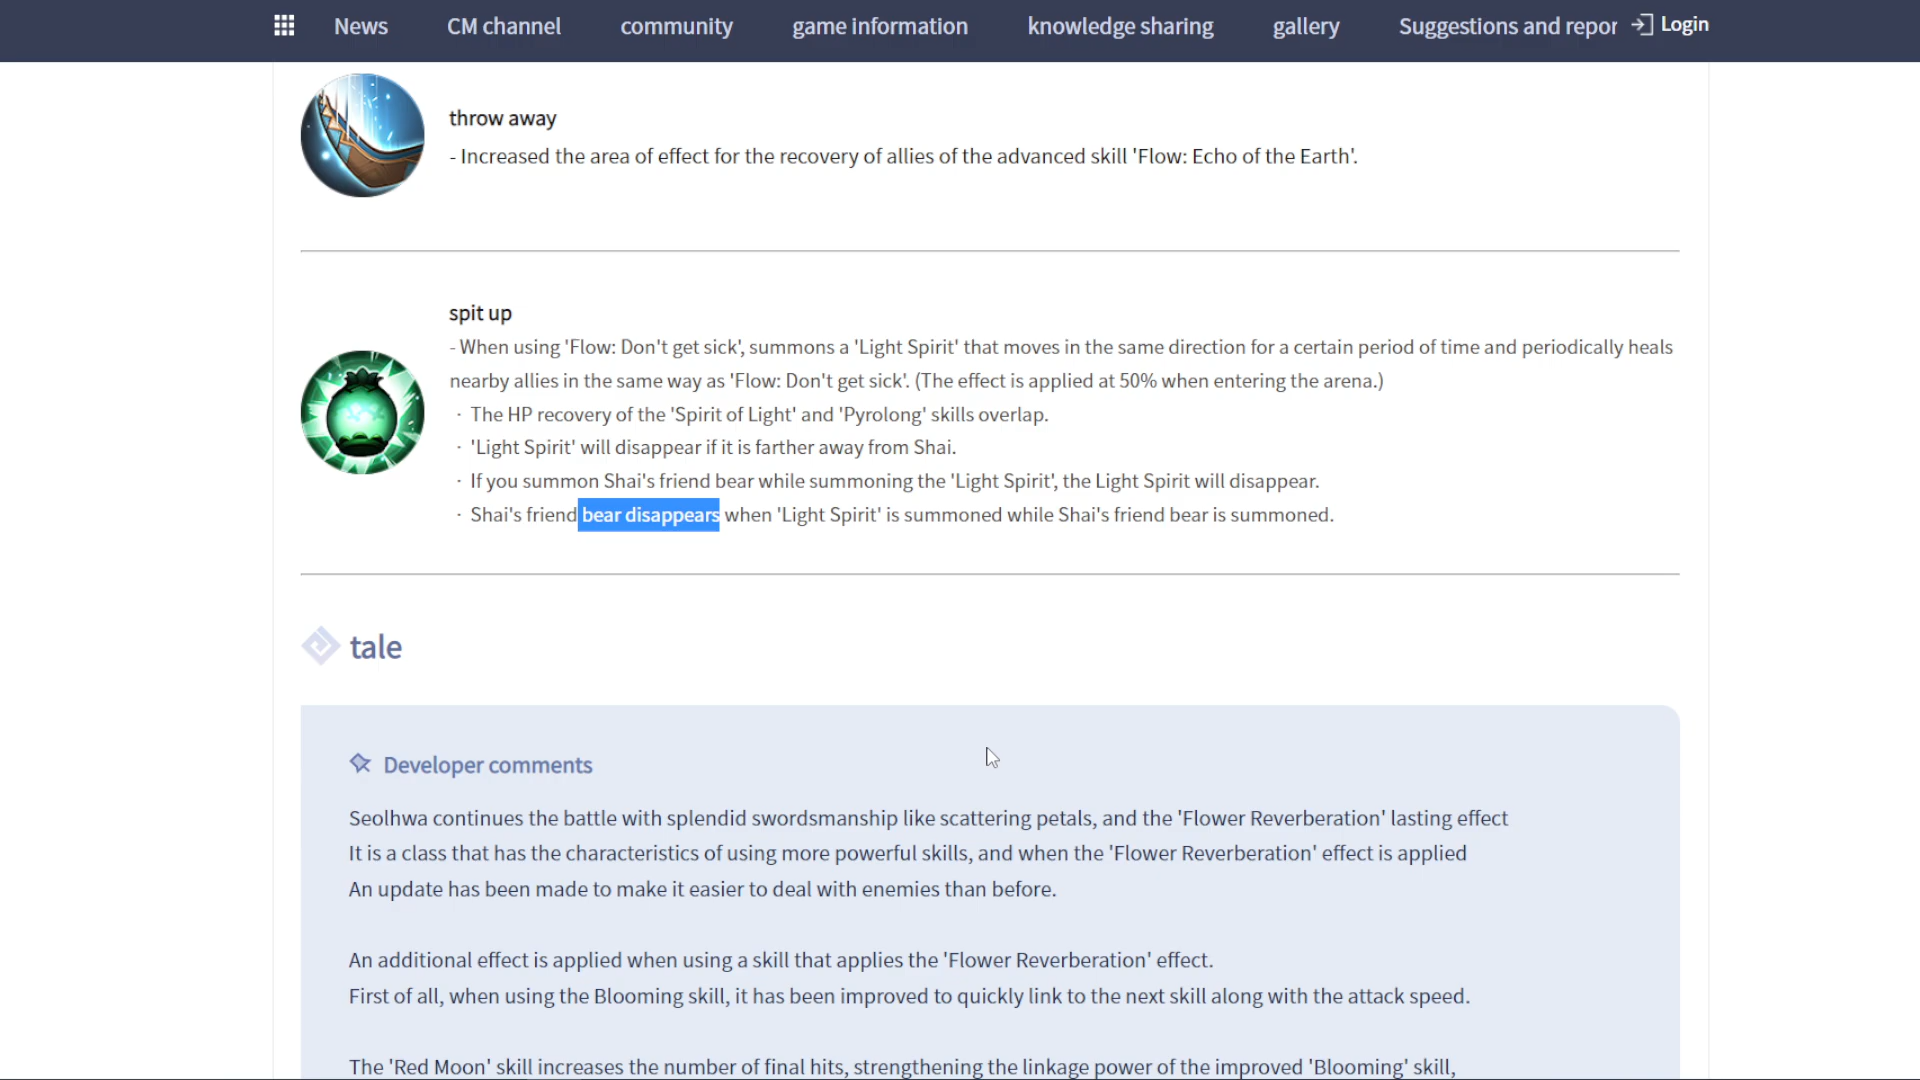 News CM channel community game information knowledge sharing gallery Suggestions and repor Login
throw away
- Increased the area of effect for the recovery of allies of the advanced skill 'Flow: Echo of the Earth'.
spit up
- When using 'Flow: Don't get sick', summons a 'Light Spirit' that moves in the same direction for a certain period of time and periodically heals
nearby allies in the same way as 'Flow: Don't get sick'. (The effect is applied at 50% when entering the arena.)
· The HP recovery of the 'Spirit of Light' and 'Pyrolong' skills overlap.
· 'Light Spirit' will disappear if it is farther away from Shai.
· If you summon Shai's friend bear while summoning the 'Light Spirit', the Light Spirit will disappear.
· Shai's friend bear disappears when 'Light Spirit' is summoned while Shai's friend bear is summoned.
tale
Developer comments
Seolhwa continues the battle with splendid swordsmanship like scattering petals, and the 'Flower Reverberation' lasting effect
It is a class that has the characteristics of using more powerful skills, and when the 'Flower Reverberation' effect is applied
An update has been made to make it easier to deal with enemies than before.
An additional effect is applied when using a skill that applies the 'Flower Reverberation' effect.
First of all, when using the Blooming skill, it has been improved to quickly link to the next skill along with the attack speed.
The 'Red Moon' skill increases the number of final hits, strengthening the linkage power of the improved 'Blooming' skill,